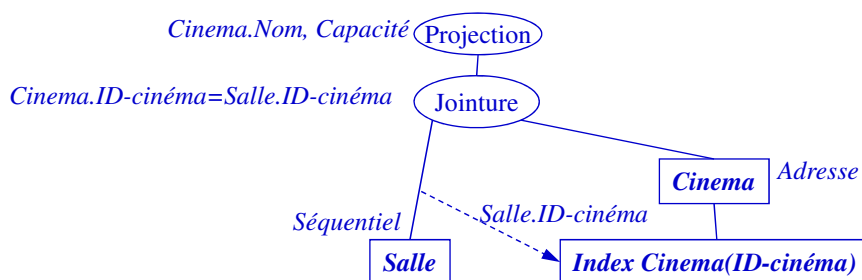 Cinema.Nom, Capacité Projection
Cinema.ID-cinéma=Salle.ID-cinéma Jointure
Cinema Adresse
Séquentiel Salle.ID-cinéma
Salle Index Cinema(ID-cinéma)